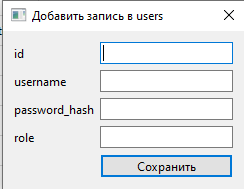 Добавить запись в users
id
username
password_hash
role
Сохранить